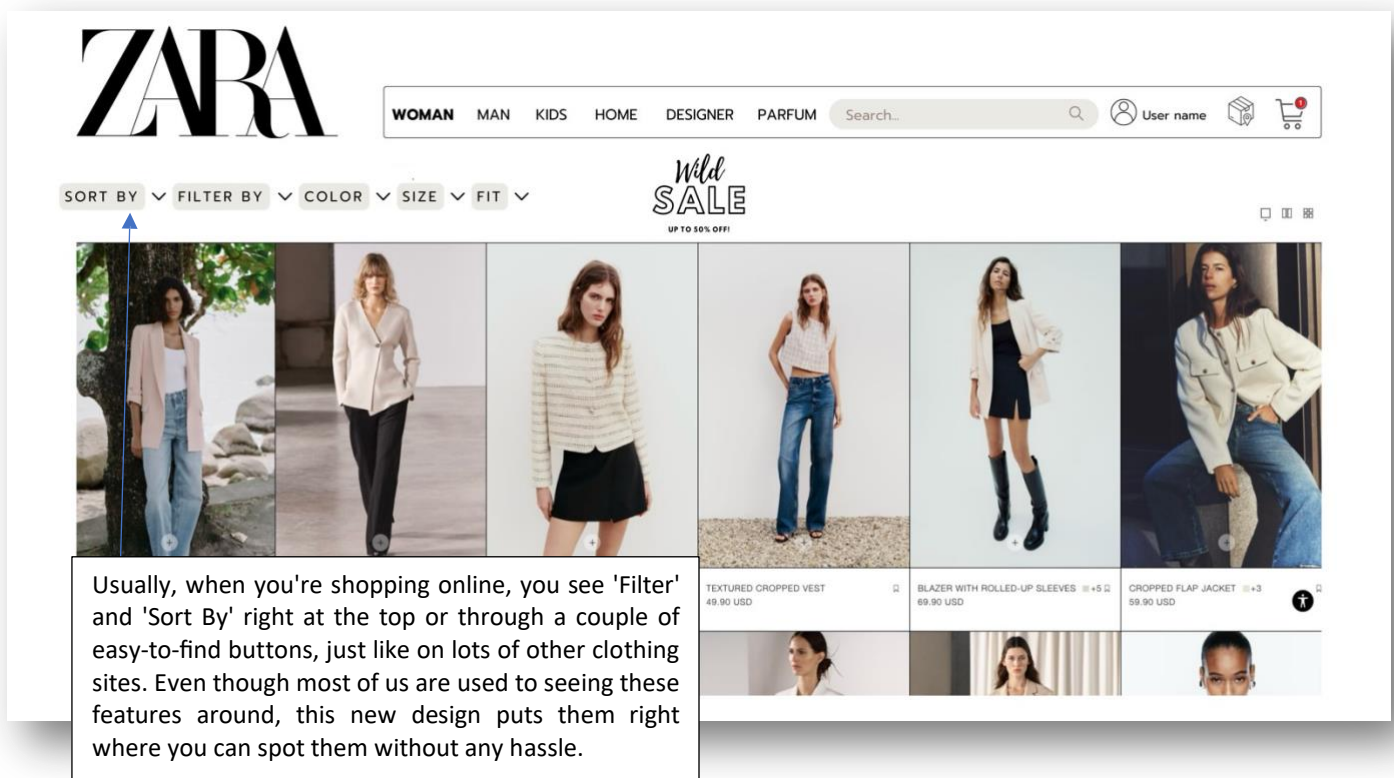 ZARA
WOMAN MAN KIDS HOME DESIGNER PARFUM Search... User name 1
Wild
SALE
UP TO 50% OFF!
SORT BY FILTER BY COLOR SIZE FIT
TEXTURED CROPPED VEST
49.90 USD
BLAZER WITH ROLLED-UP SLEEVES +5
69.90 USD
CROPPED FLAP JACKET +3
59.90 USD
Usually, when you're shopping online, you see 'Filter'
and 'Sort By' right at the top or through a couple of
easy-to-find buttons, just like on lots of other clothing
sites. Even though most of us are used to seeing these
features around, this new design puts them right
where you can spot them without any hassle.